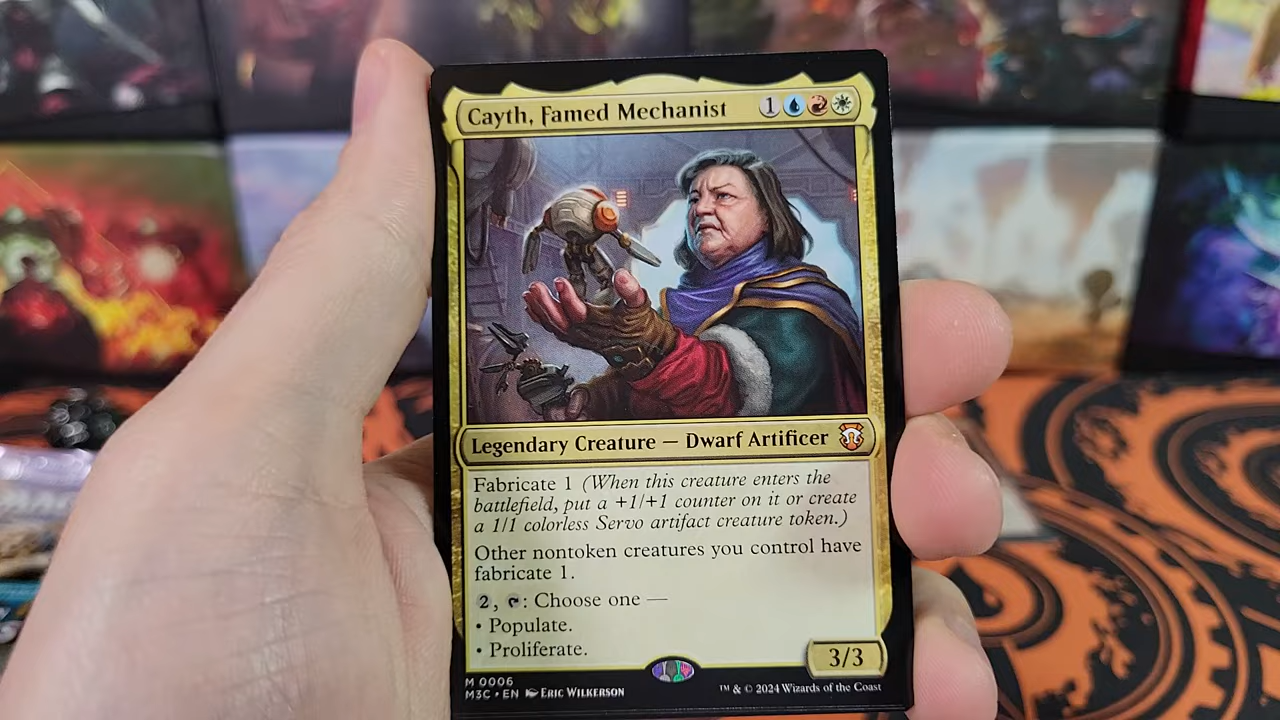 Cayth, Famed Mechanist 1
Legendary Creature — Dwarf Artificer
Fabricate 1 (When this creature enters the
battlefield, put a +1/+1 counter on it or create
a 1/1 colorless Servo artifact creature token.)
Other nontoken creatures you control have
fabricate 1.
2, : Choose one —
• Populate.
• Proliferate.
3/3
M 0006
M3C • EN Eric Wilkerson
™ & © 2024 Wizards of the Coast